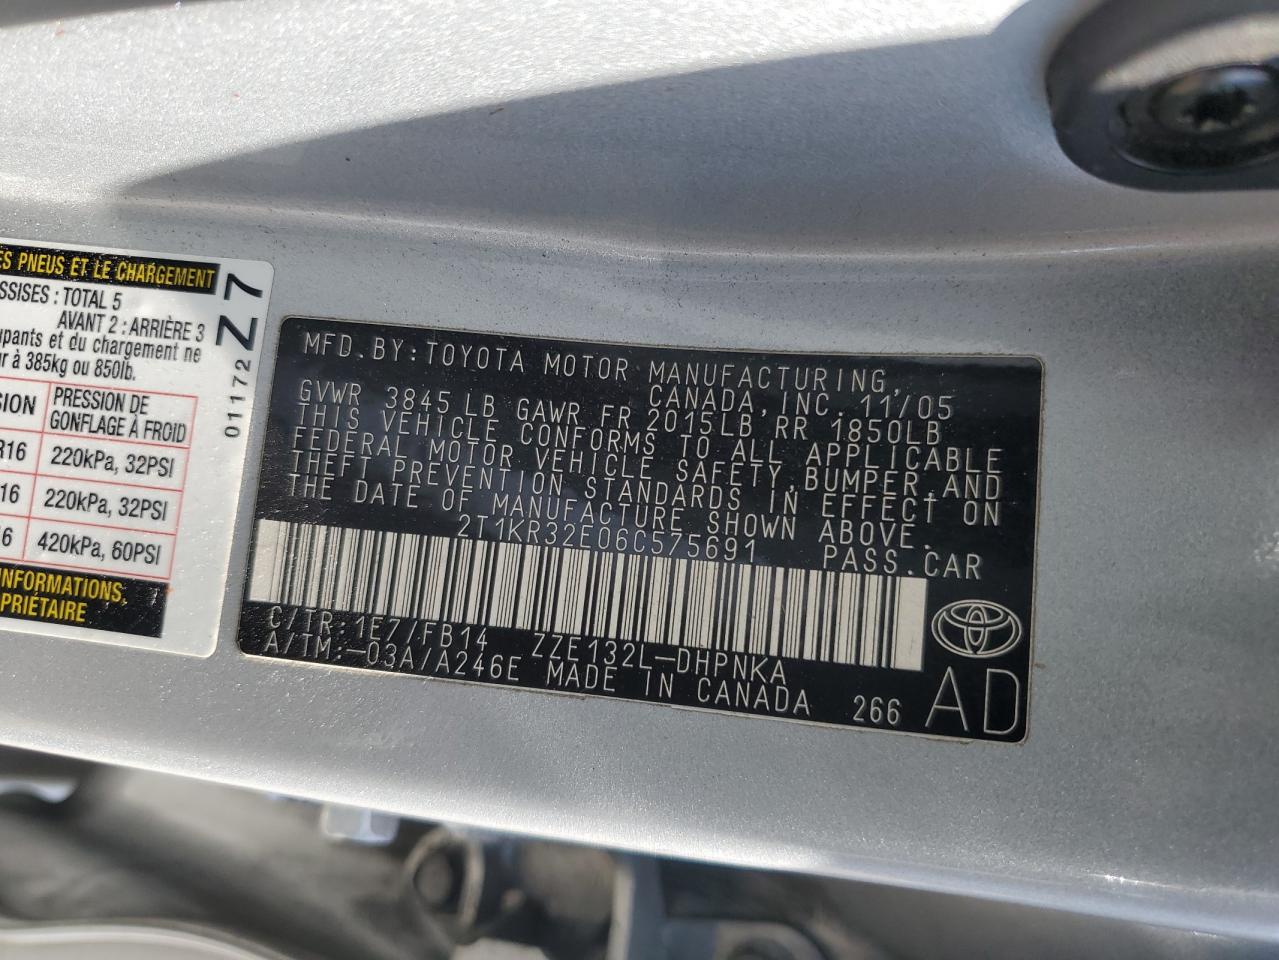 ES PNEUS ET LE CHARGEMENT
SSISES : TOTAL 5
AVANT 2 : ARRIÈRE 3
upants et du chargement ne
ur à 385kg ou 850lb.
SION PRESSION DE
GONFLAGE À FROID
R16 220kPa, 32PSI
16 220kPa, 32PSI
16 420kPa, 60PSI
INFORMATIONS,
PRIÉTAIRE
01172 Z7
MFD.BY:TOYOTA MOTOR MANUFACTURING,
CANADA,INC. 11/05
GVWR 3845 LB GAWR FR 2015LB RR 1850LB
THIS VEHICLE CONFORMS TO ALL APPLICABLE
FEDERAL MOTOR VEHICLE SAFETY,BUMPER,AND
THEFT PREVENTION STANDARDS IN EFFECT ON
THE DATE OF MANUFACTURE SHOWN ABOVE.
2T1KR32E06C575691 PASS.CAR
C/TR:1E7/FB14 ZZE132L-DHPNKA
A/TM:-03A/A246E MADE IN CANADA 266 AD